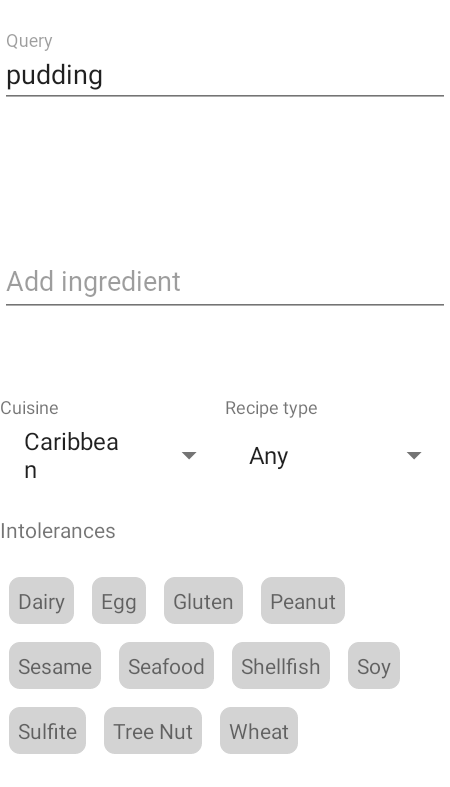 Query
pudding
Add ingredient
Cuisine Recipe type
Caribbea
n
Any
Intolerances
Dairy Egg Gluten Peanut
Sesame Seafood Shellfish Soy
Sulfite Tree Nut Wheat